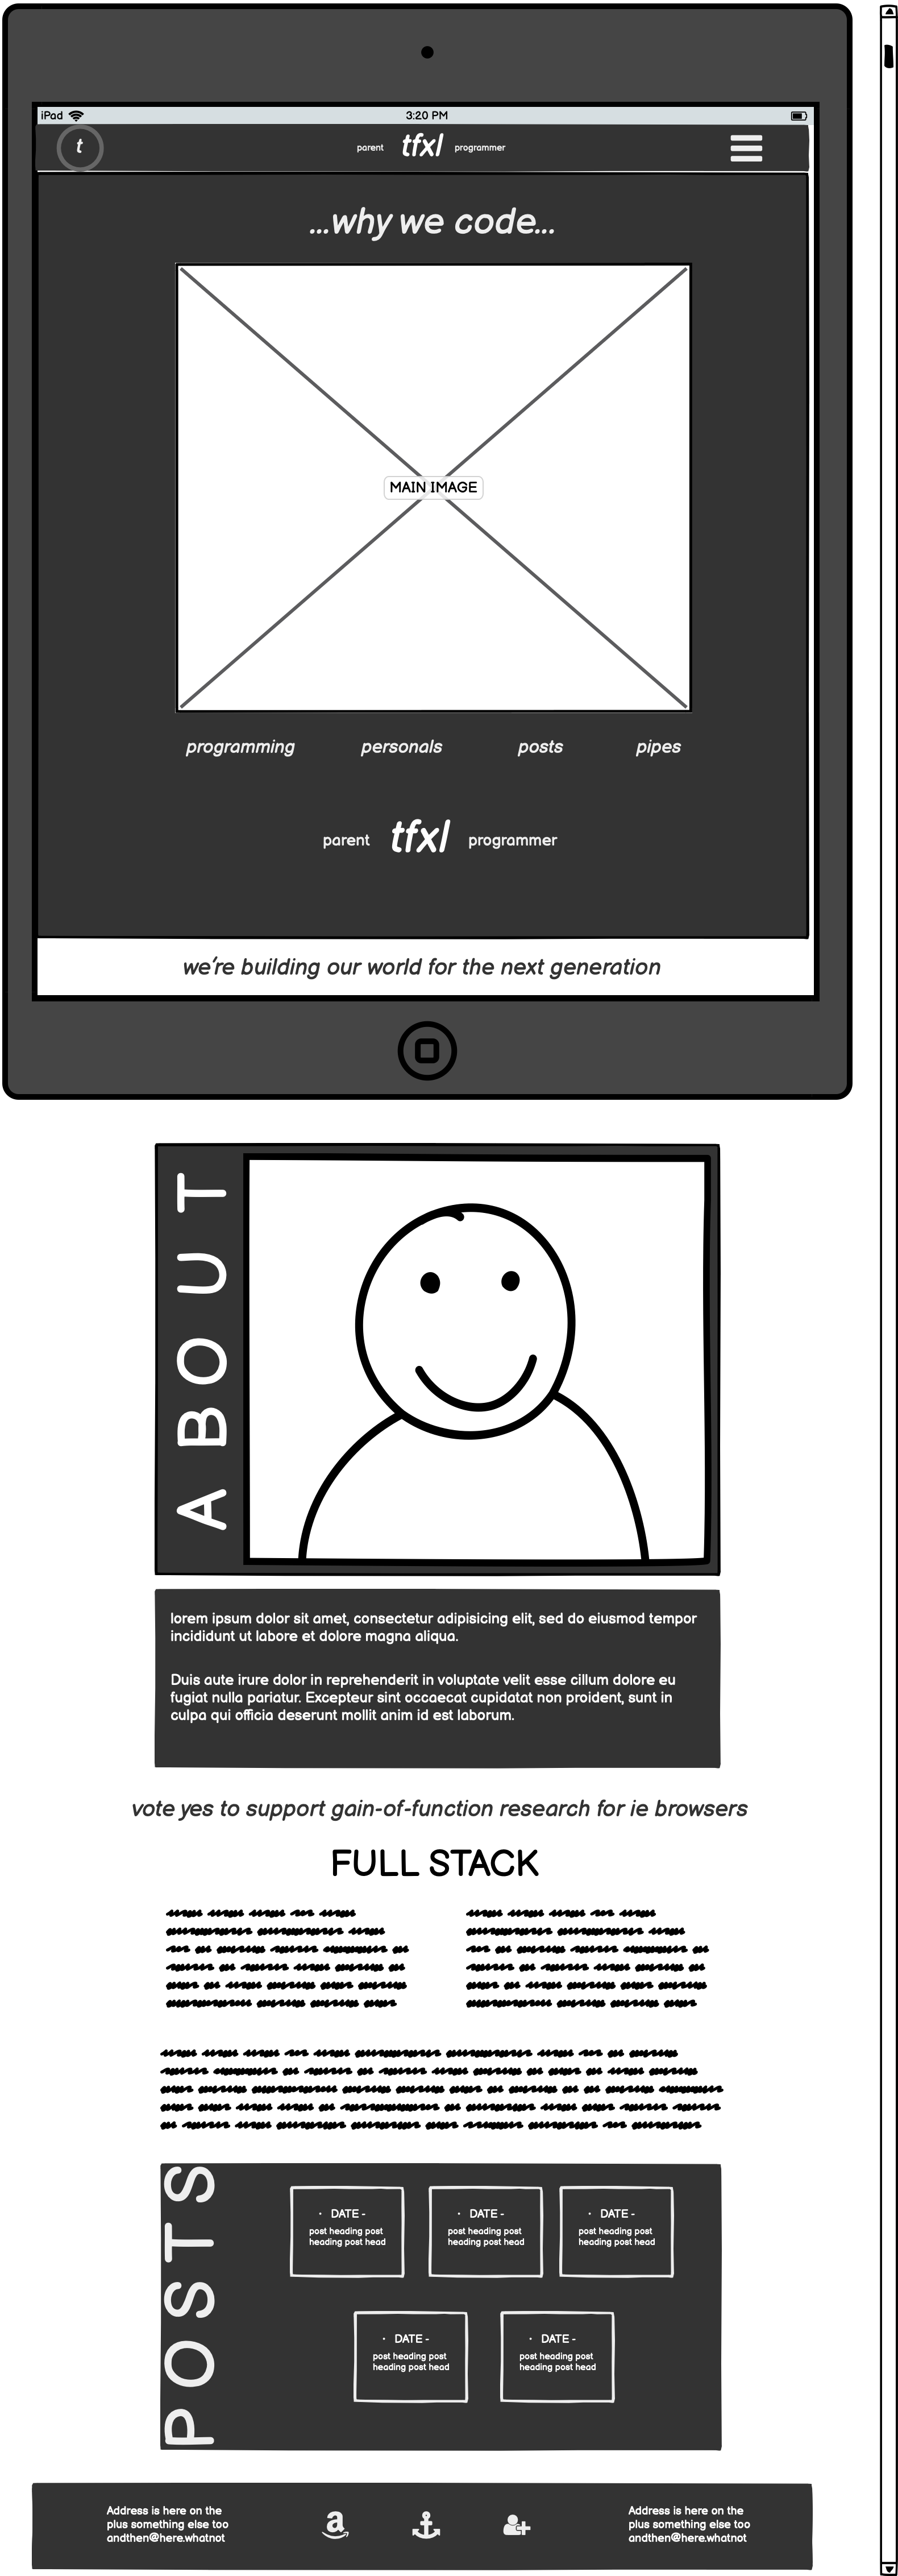 iPad 3:20 PM
t parent tfxl programmer
...why we code...
MAIN IMAGE
programming personals posts pipes
parent tfxl programmer
we're building our world for the next generation
ABOUT
lorem ipsum dolor sit amet, consectetur adipisicing elit, sed do eiusmod tempor
incididunt ut labore et dolore magna aliqua.
Duis aute irure dolor in reprehenderit in voluptate velit esse cillum dolore eu
fugiat nulla pariatur. Excepteur sint occaecat cupidatat non proident, sunt in
culpa qui officia deserunt mollit anim id est laborum.
vote yes to support gain-of-function research for ie browsers
FULL STACK
POSTS
· DATE -
post heading post
heading post head
· DATE -
post heading post
heading post head
· DATE -
post heading post
heading post head
· DATE -
post heading post
heading post head
· DATE -
post heading post
heading post head
Address is here on the
plus something else too
andthen@here.whatnot
a
Address is here on the
plus something else too
andthen@here.whatnot